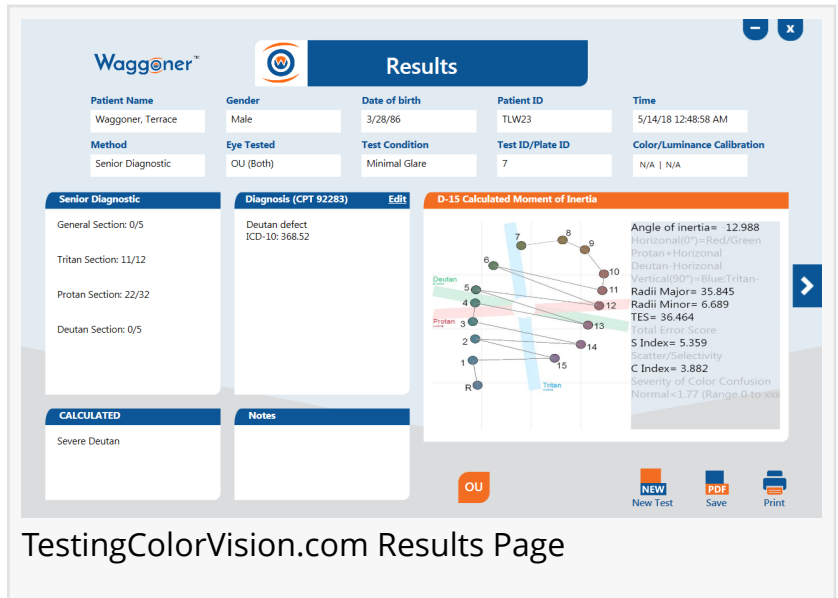 – x
Waggoner™ Results
Patient Name Gender Date of birth Patient ID Time
Waggoner, Terrace Male 3/28/86 TLW23 5/14/18 12:48:58 AM
Method Eye Tested Test Condition Test ID/Plate ID Color/Luminance Calibration
Senior Diagnostic OU (Both) Minimal Glare 7 N/A | N/A
Senior Diagnostic
General Section: 0/5
Tritan Section: 11/12
Protan Section: 22/32
Deutan Section: 0/5
Diagnosis (CPT 92283) Edit
Deutan defect
ICD-10: 368.52
D-15 Calculated Moment of Inertia
7
8
9
6
10
Deutan
5
11
4
12
Protan
3
13
2
14
1
15
R
Tritan
Angle of inertia= -12.988
Horizonal(0°)=Red/Green
Protan+Horizonal
Deutan-Horizonal
Vertical(90°)=Blue:Tritan-
Radii Major= 35.845
Radii Minor= 6.689
TES= 36.464
Total Error Score
S Index= 5.359
Scatter/Selectivity
C Index= 3.882
Severity of Color Confusion
Normal<1.77 (Range.0 to xxx
CALCULATED
Severe Deutan
Notes
OU
NEW
New Test
PDF
Save
Print
TestingColorVision.com Results Page